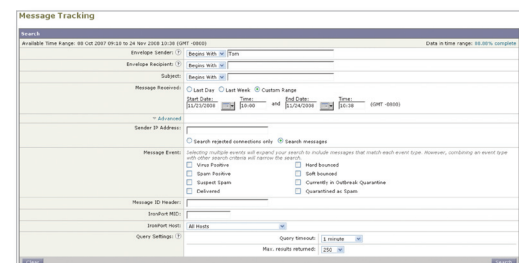 Message Tracking
Search
Available Time Range: 08 Oct 2007 09:10 to 24 Nov 2008 10:38 (GMT -0800) Data in time range: 88.88% complete
Envelope Sender: Begins With Tom
Envelope Recipient: Begins With
Subject: Begins With
Message Received: Last Day Last Week Custom Range
Start Date: Time: End Date: Time:
11/23/2008 10:00 and 11/24/2008 10:38 (GMT -0800)
Advanced
Sender IP Address:
Search rejected connections only Search messages
Message Event: Selecting multiple events will expand your search to include messages that match each event type. However, combining an event type
with other search criteria will narrow the search.
Virus Positive Hard bounced
Spam Positive Soft bounced
Suspect Spam Currently in Outbreak Quarantine
Delivered Quarantined as Spam
Message ID Header:
IronPort MID:
IronPort Host: All Hosts
Query Settings: Query timeout: 1 minute
Max. results returned: 250
Clear Search